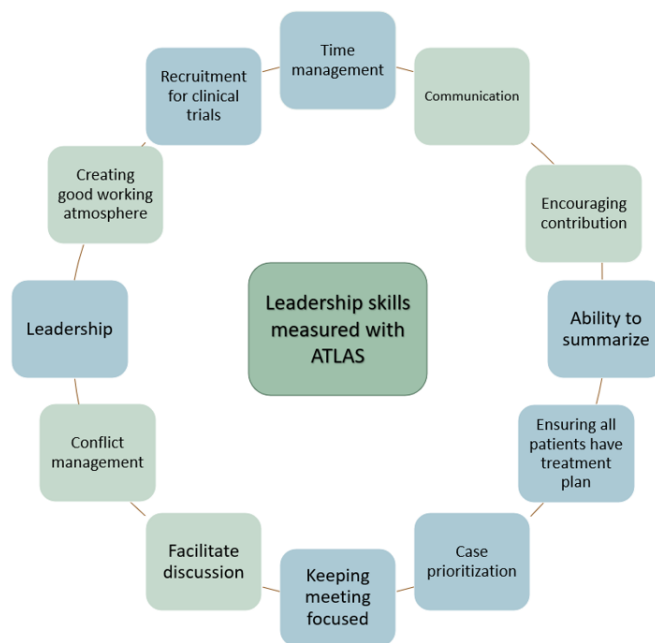 Time
management
Communication
Encouraging
contribution
Ability to
summarize
Ensuring all
patients have
treatment
plan
Case
prioritization
Keeping
meeting
focused
Facilitate
discussion
Conflict
management
Leadership
Creating
good working
atmosphere
Recruitment
for clinical
trials
Leadership skills
measured with
ATLAS